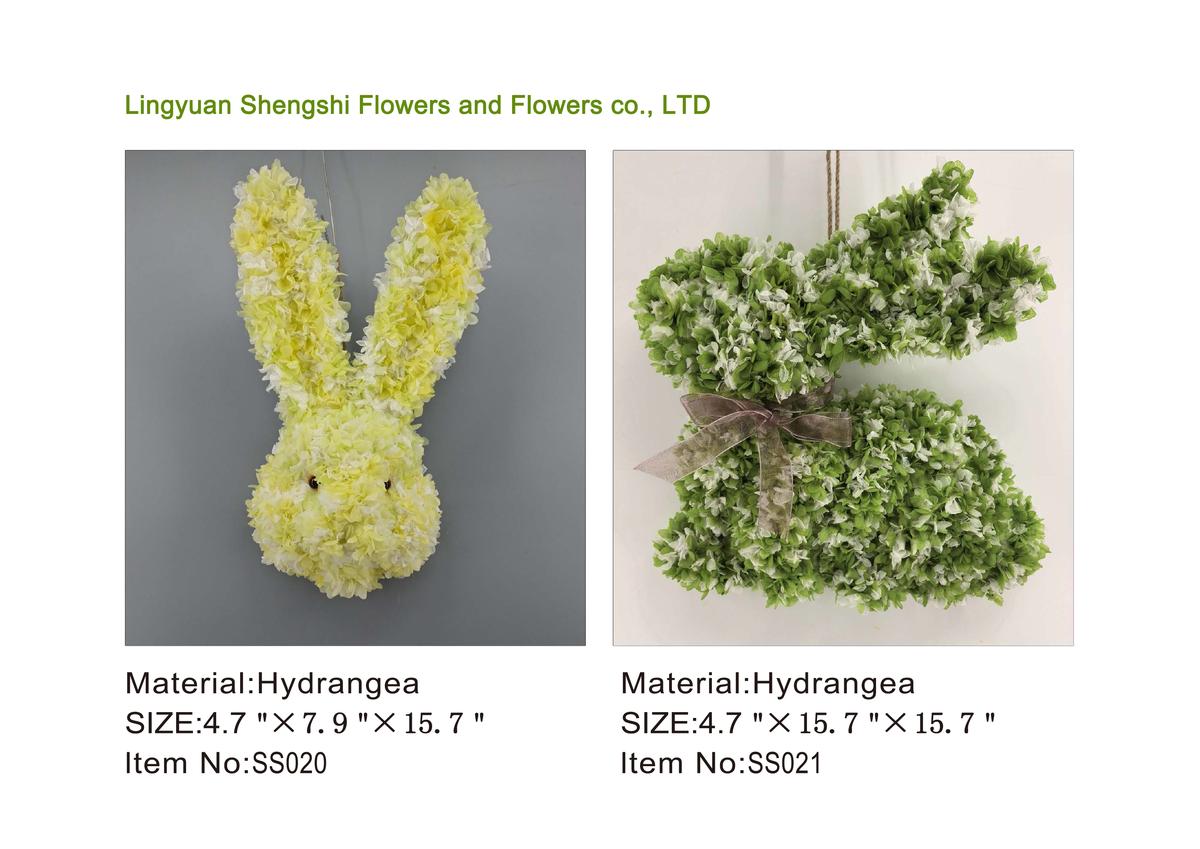 Lingyuan Shengshi Flowers and Flowers co., LTD
Material:Hydrangea
SIZE:4.7 "×7.9 "×15.7 "
Item No:SS020
Material:Hydrangea
SIZE:4.7 "×15.7 "×15.7 "
Item No:SS021